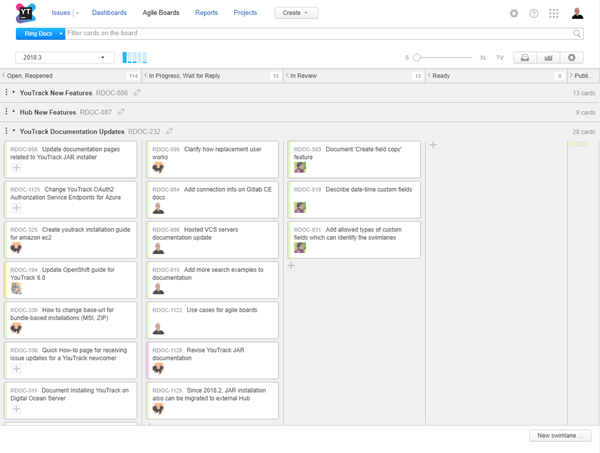 YT
Issues
Dashboards
Agile Boards
Reports
Projects
Create
Ring Docs
Filter cards on the board
2018.3
S
XL
TV
Open, Reopened
114
In Progress, Wait for Reply
15
In Review
13
Ready
Publi...
YouTrack New Features RDOC-886
13 cards
Hub New Features RDOC-887
9 cards
YouTrack Documentation Updates RDOC-232
28 cards
RDOC-958 Update documentation pages
related to YouTrack JAR installer
RDOC-1125 Change YouTrack OAuth2
Authorization Service Endpoints for Azure
RDOC-325 Create youtrack installation guide
for amazon ec2
RDOC-194 Update OpenShift guide for
YouTrack 6.0
RDOC-330 How to change base-url for
bundle-based installations (MSI, ZIP)
RDOC-336 Quick How-to page for receiving
issue updates for a YouTrack newcomer
RDOC-311 Document Installing YouTrack on
Digital Ocean Server
RDOC-595 Clarify how replacement user
works
RDOC-984 Add connection info on Gitlab CE
docs
RDOC-986 Hosted VCS servers
documentation update
RDOC-915 Add more search examples to
documentation
RDOC-1122 Use cases for agile boards
RDOC-1128 Revise YouTrack JAR
documentation
RDOC-1129 Since 2018.2, JAR installation
also can be migrated to external Hub
RDOC-583 Document 'Create field copy'
feature
RDOC-919 Describe date-time custom fields
RDOC-931 Add allowed types of custom
fields which can identify the swimlanes
New swimlane ...